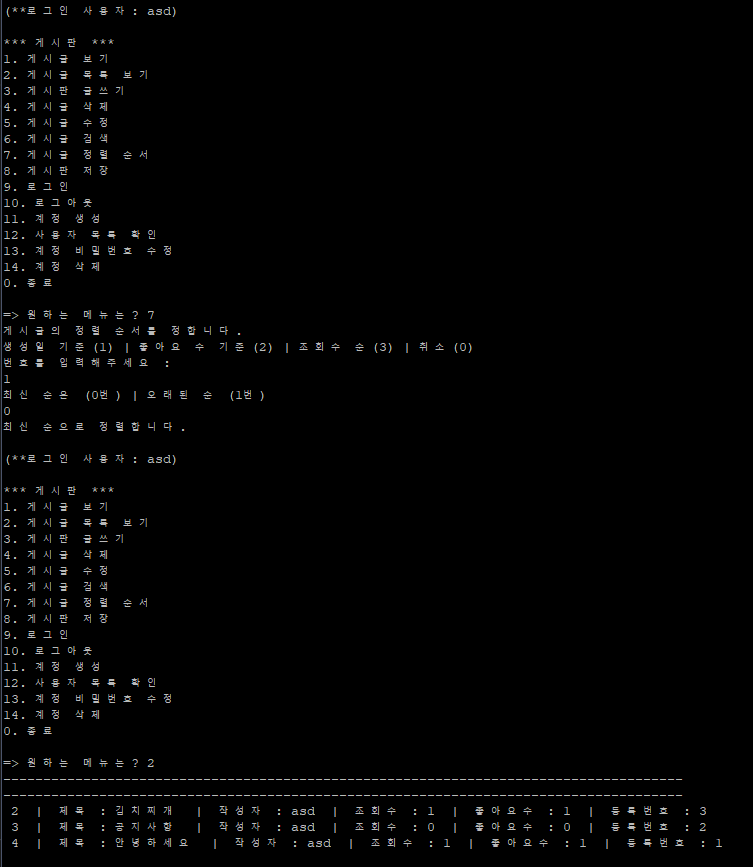 (**로그인 사용자 : asd)
*** 게시판 ***
1. 게시글 보기
2. 게시글 목록 보기
3. 게시판 글쓰기
4. 게시글 삭제
5. 게시글 수정
6. 게시글 검색
7. 게시글 정렬 순서
8. 게시판 저장
9. 로그인
10. 로그아웃
11. 계정 생성
12. 사용자 목록 확인
13. 계정 비밀번호 수정
14. 계정 삭제
0. 종료
=> 원하는 메뉴는? 7
게시글의 정렬 순서를 정합니다.
생성일 기준(1) | 좋아요 수 기준(2) | 조회수 순(3) | 취소(0)
번호를 입력해주세요 :
1
최신 순은 (0번) | 오래된 순 (1번)
0
최신 순으로 정렬합니다.
(**로그인 사용자 : asd)
*** 게시판 ***
1. 게시글 보기
2. 게시글 목록 보기
3. 게시판 글쓰기
4. 게시글 삭제
5. 게시글 수정
6. 게시글 검색
7. 게시글 정렬 순서
8. 게시판 저장
9. 로그인
10. 로그아웃
11. 계정 생성
12. 사용자 목록 확인
13. 계정 비밀번호 수정
14. 계정 삭제
0. 종료
=> 원하는 메뉴는? 2
-------------------------------------------------------------------------------------
-------------------------------------------------------------------------------------
2 | 제목 : 김치찌개 | 작성자 : asd | 조회수 : 1 | 좋아요수 : 1 | 등록번호 : 3
3 | 제목 : 공지사항 | 작성자 : asd | 조회수 : 0 | 좋아요수 : 0 | 등록번호 : 2
4 | 제목 : 안녕하세요 | 작성자 : asd | 조회수 : 1 | 좋아요수 : 1 | 등록번호 : 1